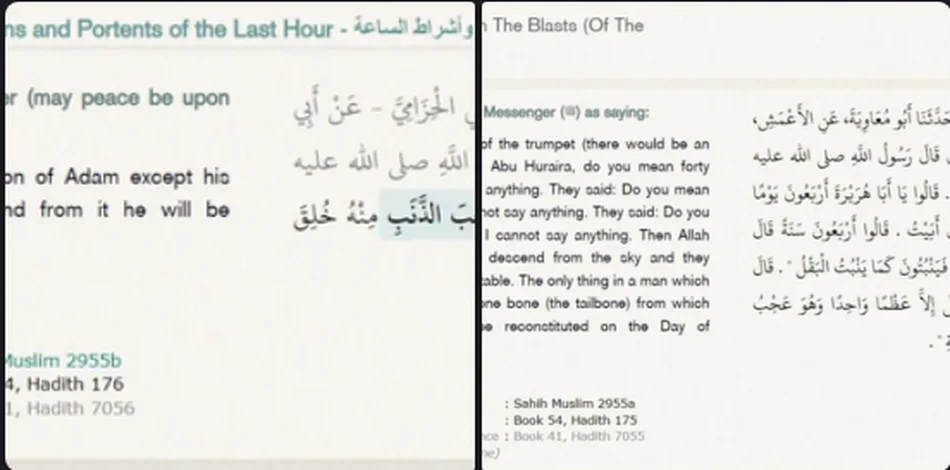 ns and Portents of the Last Hour - وأشراط الساعة
er (may peace be upon
الْحِزَامِيَّ - عَنْ أَبِي
اللَّهِ صلى الله عليه
on of Adam except his
nd from it he will be
بَ الذَّنَبِ مِنْهُ خُلِقَ
Muslim 2955b
4, Hadith 176
1, Hadith 7056
n The Blasts (Of The
Messenger (ﷺ) as saying:
of the trumpet (there would be an
Abu Huraira, do you mean forty
anything. They said: Do you mean
not say anything. They said: Do you
I cannot say anything. Then Allah
descend from the sky and they
table. The only thing in a man which
one bone (the tailbone) from which
e reconstituted on the Day of
حَدَّثَنَا أَبُو مُعَاوِيَةَ، عَنِ الأَعْمَشِ،
قَالَ رَسُولُ اللَّهِ صلى الله عليه
قَالُوا يَا أَبَا هُرَيْرَةَ أَرْبَعُونَ يَوْمًا
أَبَيْتُ . قَالُوا أَرْبَعُونَ سَنَةً قَالَ
فَيَنْبُتُونَ كَمَا يَنْبُتُ الْبَقْلُ " . قَالَ
إِلاَّ عَظْمًا وَاحِدًا وَهُوَ عَجْبُ
: Sahih Muslim 2955a
: Book 54, Hadith 175
nce : Book 41, Hadith 7055
ne)